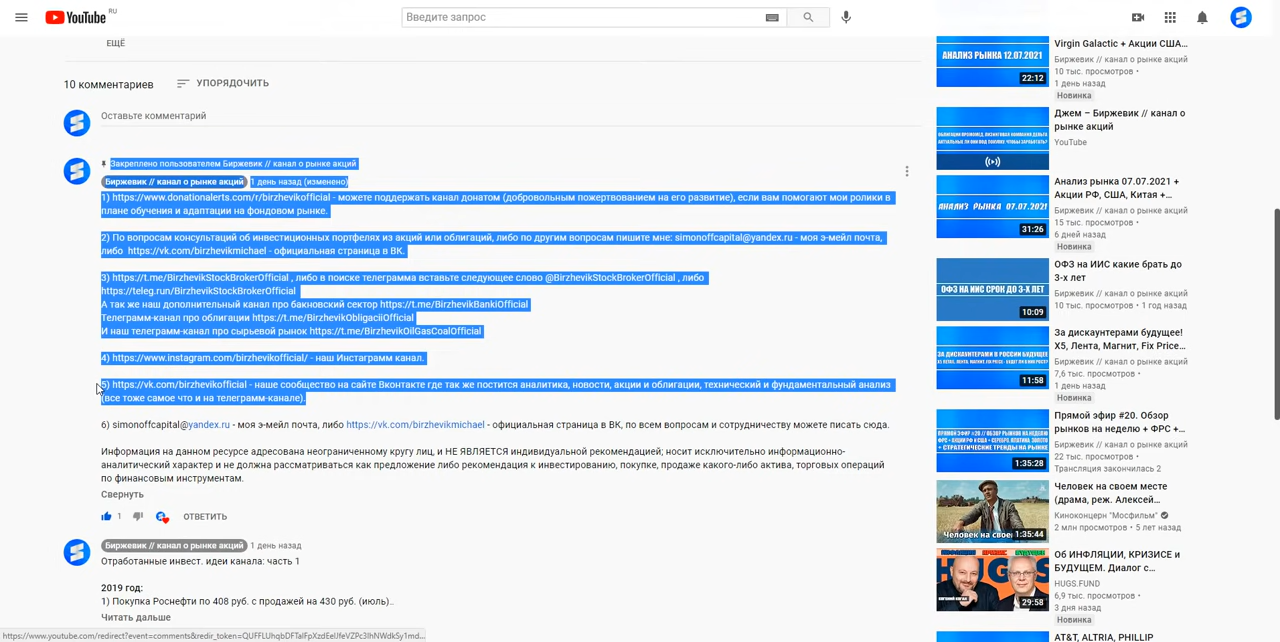 YouTube RU
Введите запрос
ЕЩЁ
10 комментариев
УПОРЯДОЧИТЬ
Оставьте комментарий
Закреплено пользователем Биржевик // канал о рынке акций
Биржевик // канал о рынке акций 1 день назад (изменено)
1) https://www.donationalerts.com/r/birzhevikofficial - можете поддержать канал донатом (добровольным пожертвованием на его развитие), если вам помогают мои ролики в
плане обучения и адаптации на фондовом рынке.
2) По вопросам консультаций об инвестиционных портфелях из акций или облигаций, либо по другим вопросам пишите мне: simonoffcapital@yandex.ru - моя э-мейл почта,
либо https://vk.com/birzhevikmichael - официальная страница в ВК.
3) https://t.me/BirzhevikStockBrokerOfficial , либо в поиске телеграмма вставьте следующее слово @BirzhevikStockBrokerOfficial , либо
https://teleg.run/BirzhevikStockBrokerOfficial
А так же наш дополнительный канал про бакновский сектор https://t.me/BirzhevikBankiOfficial
Телеграмм-канал про облигации https://t.me/BirzhevikObligaciiOfficial
И наш телеграмм-канал про сырьевой рынок https://t.me/BirzhevikOilGasCoalOfficial
4) https://www.instagram.com/birzhevikofficial/ - наш Инстаграмм канал.
5) https://vk.com/birzhevikofficial - наше сообщество на сайте Вконтакте где так же постится аналитика, новости, акции и облигации, технический и фундаментальный анализ
(все тоже самое что и на телеграмм-канале).
6) simonoffcapital@yandex.ru - моя э-мейл почта, либо https://vk.com/birzhevikmichael - официальная страница в ВК, по всем вопросам и сотрудничеству можете писать сюда.
Информация на данном ресурсе адресована неограниченному кругу лиц, и НЕ ЯВЛЯЕТСЯ ИНДИВИДУАЛЬНОЙ РЕКОМЕНДАЦИЕЙ; носит исключительно информационно-
аналитический характер и не должна рассматриваться как предложение либо рекомендация к инвестированию, покупке, продаже какого-либо актива, торговых операций
по финансовым инструментам.
Свернуть
1 ОТВЕТИТЬ
Биржевик // канал о рынке акций 1 день назад
Отработанные инвест. идеи канала: часть 1
2019 год:
1) Покупка Роснефти по 408 руб. с продажей на 430 руб. (июль)..
Читать дальше
АНАЛИЗ РЫНКА 12.07.2021
22:12
Virgin Galactic + Акции США...
Биржевик // канал о рынке акций
10 тыс. просмотров •
1 день назад
Новинка
Джем – Биржевик // канал о
рынке акций
YouTube
АНАЛИЗ РЫНКА 07.07.2021
31:26
Анализ рынка 07.07.2021 +
Акции РФ, США, Китая +...
Биржевик // канал о рынке акций
15 тыс. просмотров •
6 дней назад
Новинка
ОФЗ НА ИИС СРОК ДО 3-Х ЛЕТ
10:09
ОФЗ на ИИС какие брать до
3-х лет
Биржевик // канал о рынке акций
10 тыс. просмотров • 1 год назад
11:58
За дискаунтерами будущее!
X5, Лента, Магнит, Fix Price...
Биржевик // канал о рынке акций
7,6 тыс. просмотров •
1 день назад
Новинка
1:35:28
Прямой эфир #20. Обзор
рынков на неделю + ФРС +...
Биржевик // канал о рынке акций
22 тыс. просмотров •
Трансляция закончилась 2
Человек на своем
1:35:44
Человек на своем месте
(драма, реж. Алексей...
Киноконцерн "Мосфильм"
2 млн просмотров • 5 лет назад
HUGS
29:58
Об ИНФЛЯЦИИ, КРИЗИСЕ и
БУДУЩЕМ. Диалог с...
HUGS.FUND
6,9 тыс. просмотров •
3 дня назад
Новинка
AT&T, ALTRIA, PHILLIP